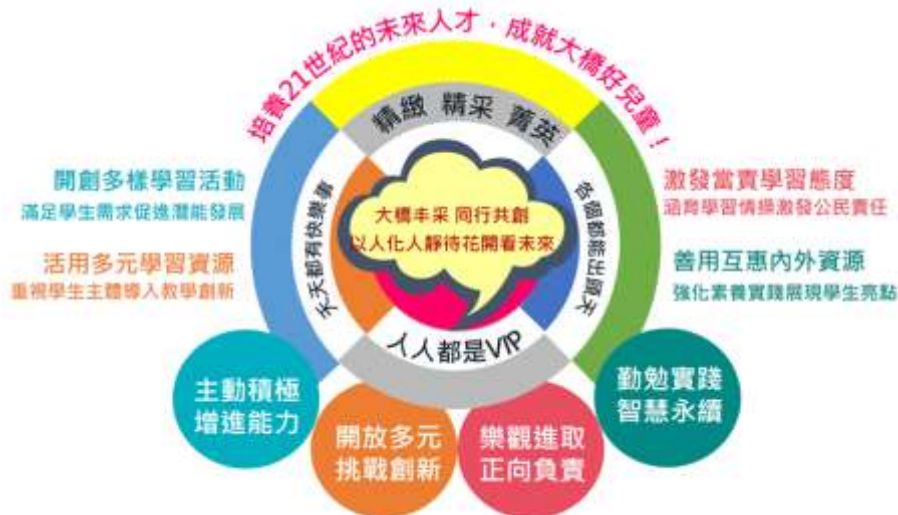 培養21世紀的未來人才，成就大橋好兒童！
精緻 精采 菁英
開創多樣學習活動
滿足學生需求促進潛能發展
活用多元學習資源
重視學生主體導入教學創新
天天都有快樂事
大橋丰采 同行共創
以人化人靜待花開看未來
各個都能出頭天
激發當責學習態度
涵育學習情操激發公民責任
善用互惠內外資源
強化素養實踐展現學生亮點
人人都是VIP
主動積極
增進能力
開放多元
挑戰創新
樂觀進取
正向負責
勤勉實踐
智慧永續